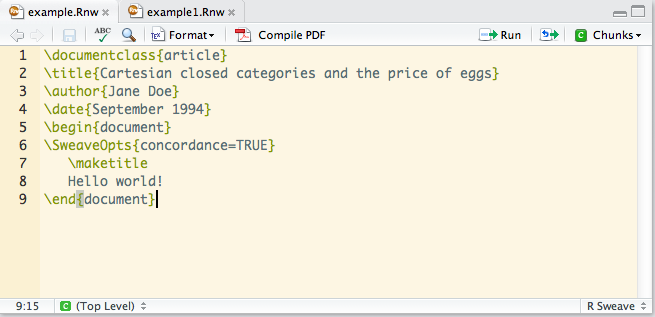 example.Rnw example1.Rnw
ABC Format Compile PDF Run C Chunks
1 \documentclass{article}
2 \title{Cartesian closed categories and the price of eggs}
3 \author{Jane Doe}
4 \date{September 1994}
5 \begin{document}
6 \SweaveOpts{concordance=TRUE}
7 \maketitle
8 Hello world!
9 \end{document}
9:15 C (Top Level) R Sweave